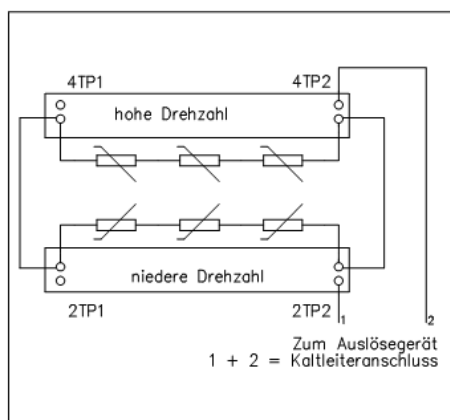 4TP1 4TP2
hohe Drehzahl
niedere Drehzahl
2TP1 2TP2 1 2
Zum Auslösegerät
1 + 2 = Kaltleiteranschluss